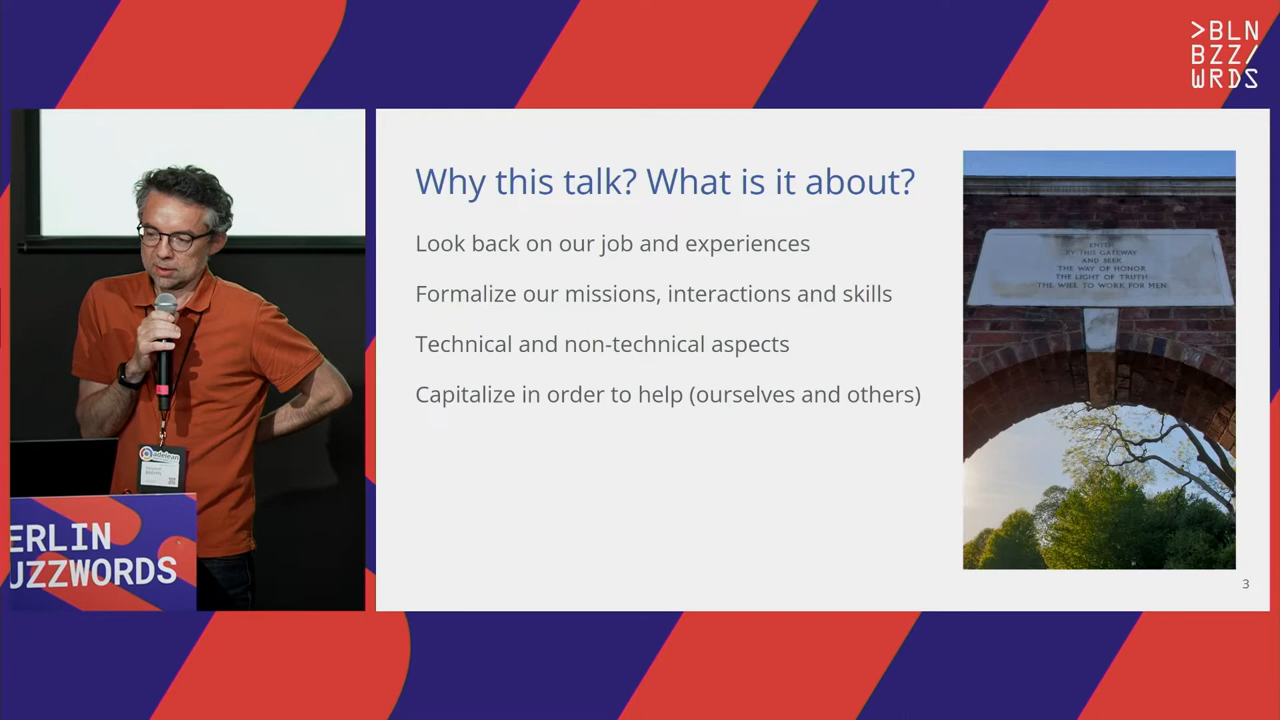 >BLN
BZZ/
WRDS
Why this talk? What is it about?
Look back on our job and experiences
Formalize our missions, interactions and skills
Technical and non-technical aspects
Capitalize in order to help (ourselves and others)
ENTER
BY THIS GATEWAY
AND SEEK
THE WAY OF HONOR
THE LIGHT OF TRUTH
THE WILL TO WORK FOR MEN
adelean
ERLIN
UZZWORDS
3